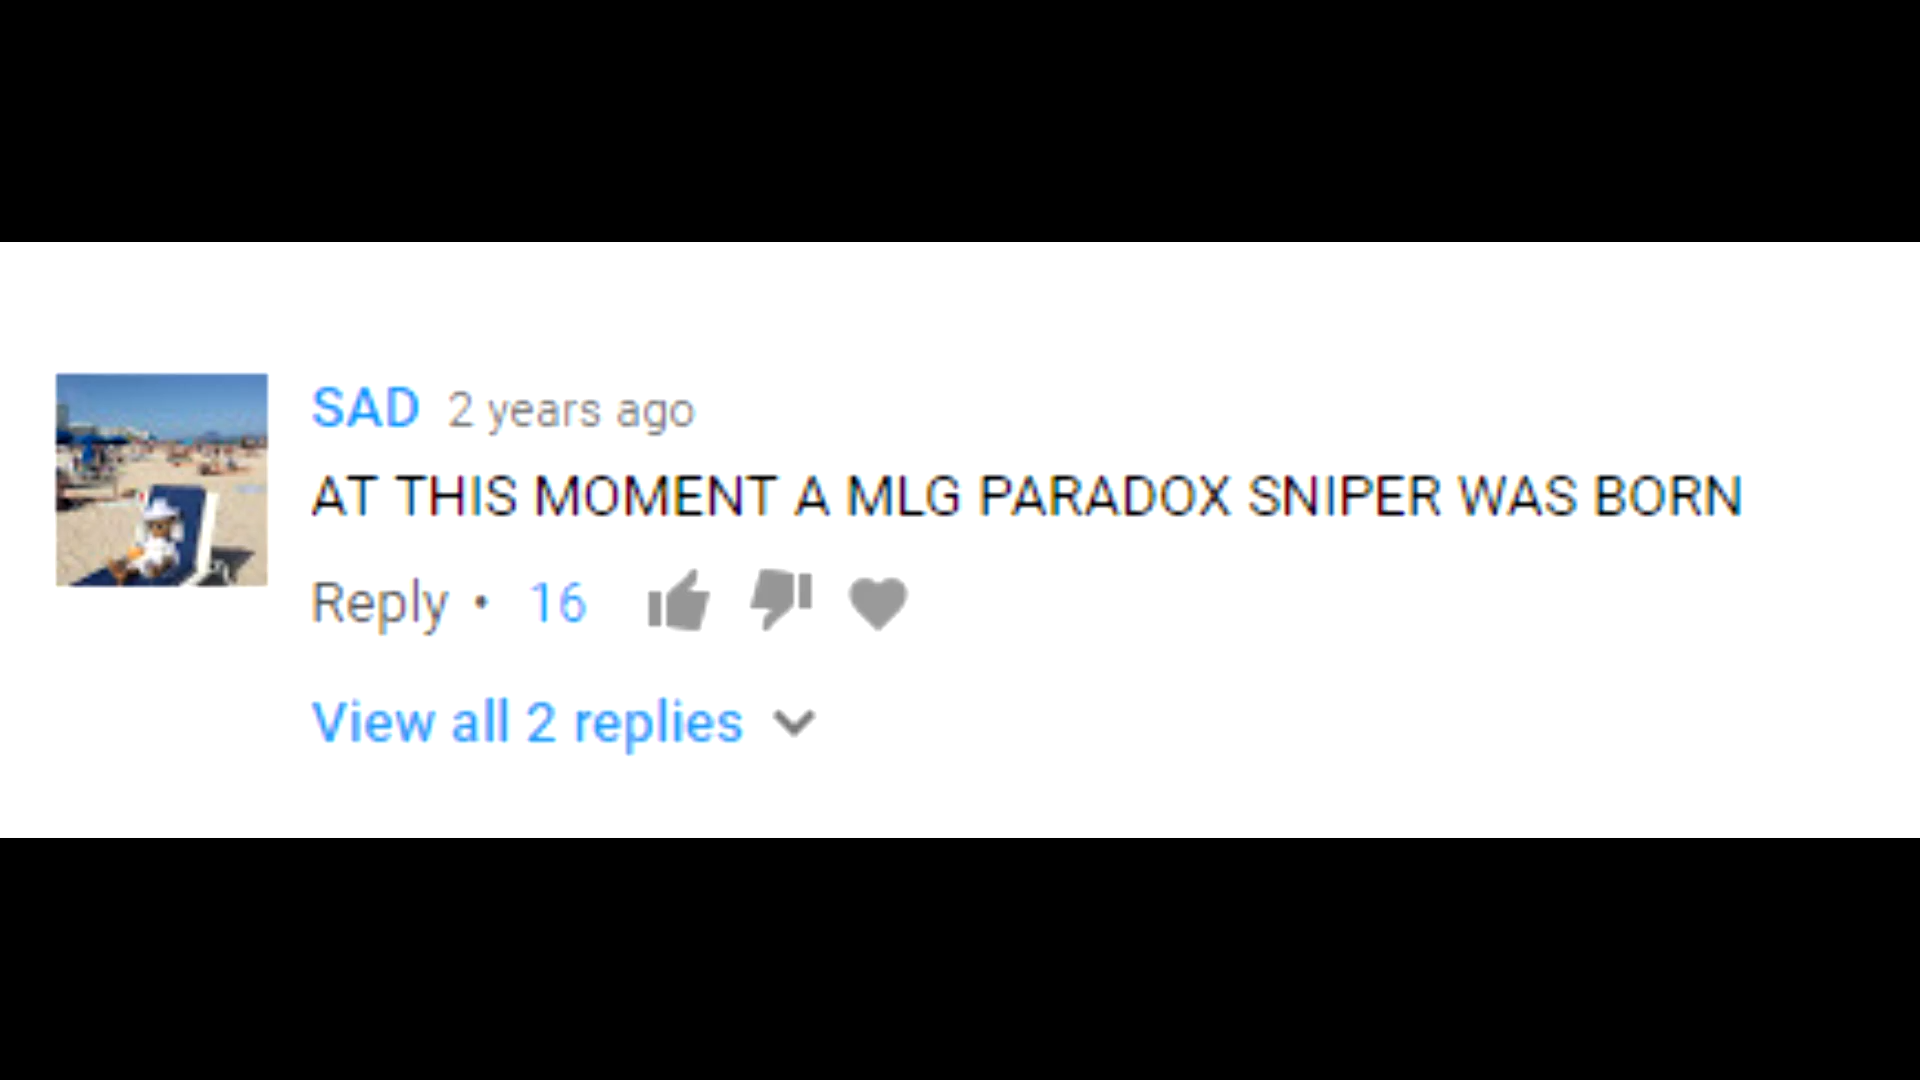 SAD 2 years ago
AT THIS MOMENT A MLG PARADOX SNIPER WAS BORN
Reply • 16
View all 2 replies